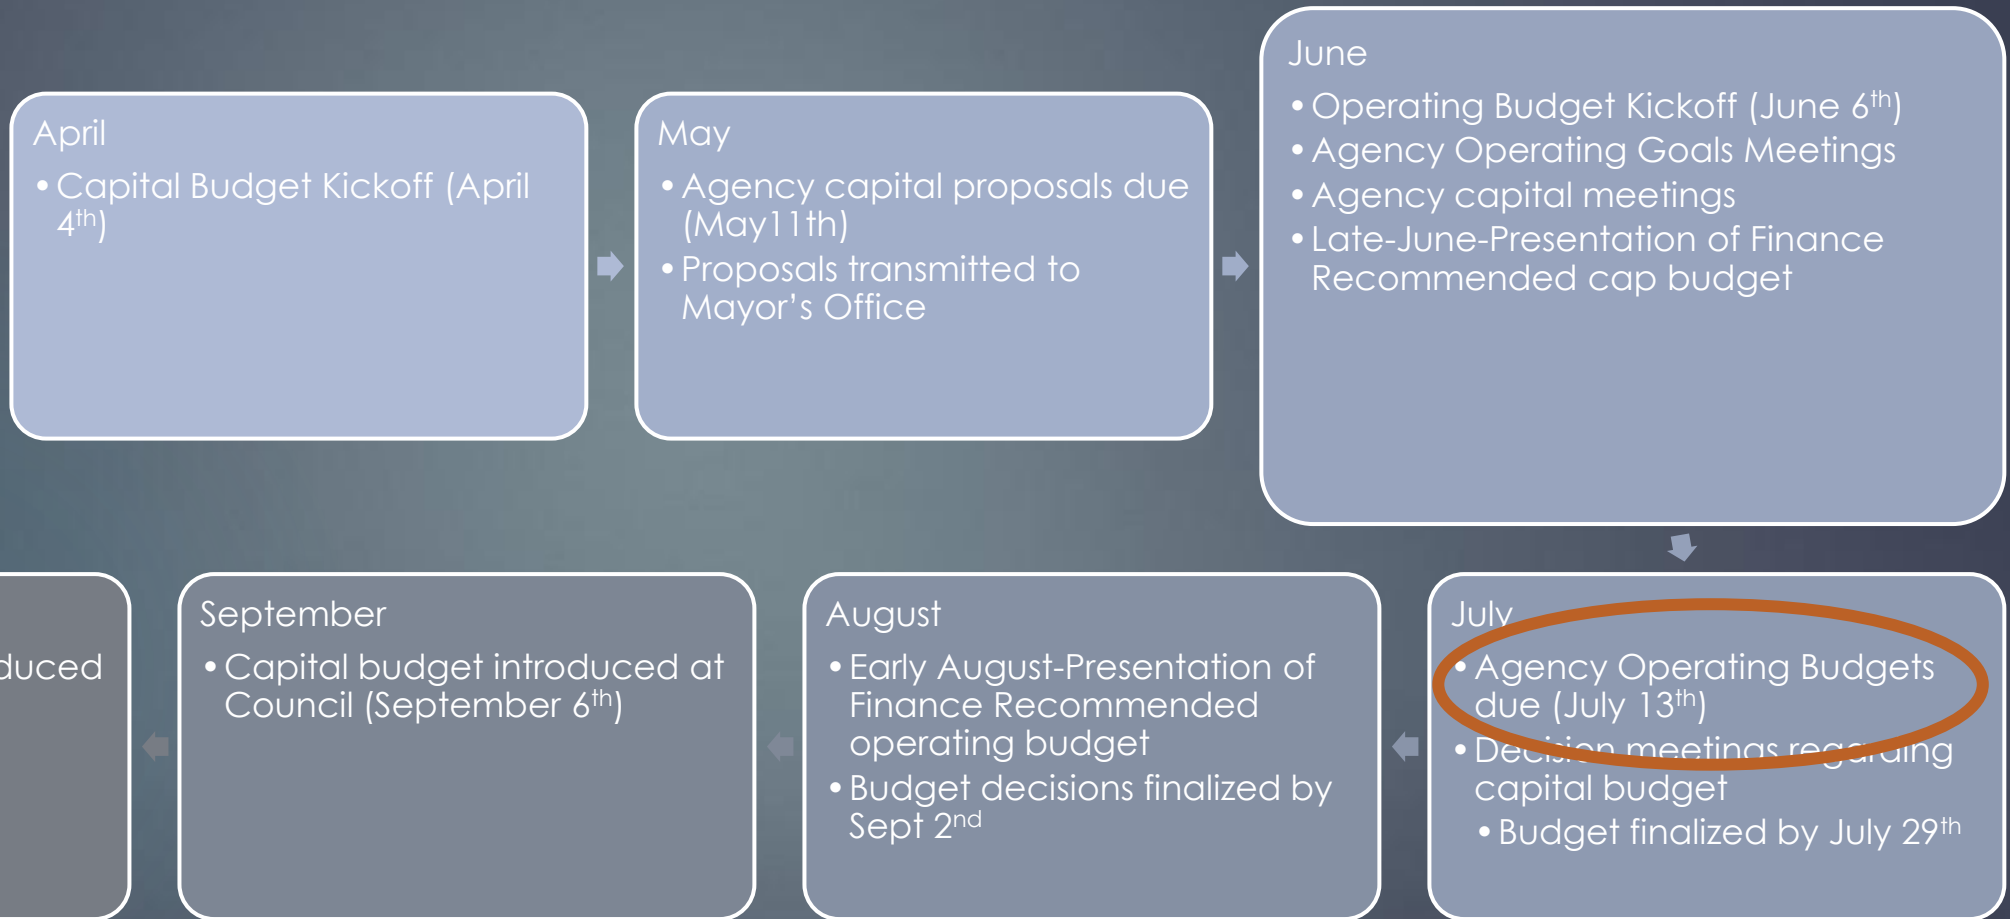 April
•Capital Budget Kickoff (April
4th)
May
•Agency capital proposals due
(May11th)
•Proposals transmitted to
Mayor’s Office
June
•Operating Budget Kickoff (June 6th)
•Agency Operating Goals Meetings
•Agency capital meetings
•Late-June-Presentation of Finance
Recommended cap budget
July
•Agency Operating Budgets
due (July 13th)
•Decision meetings regarding
capital budget
•Budget finalized by July 29th
August
•Early August-Presentation of
Finance Recommended
operating budget
•Budget decisions finalized by
Sept 2nd
September
•Capital budget introduced at
Council (September 6th)